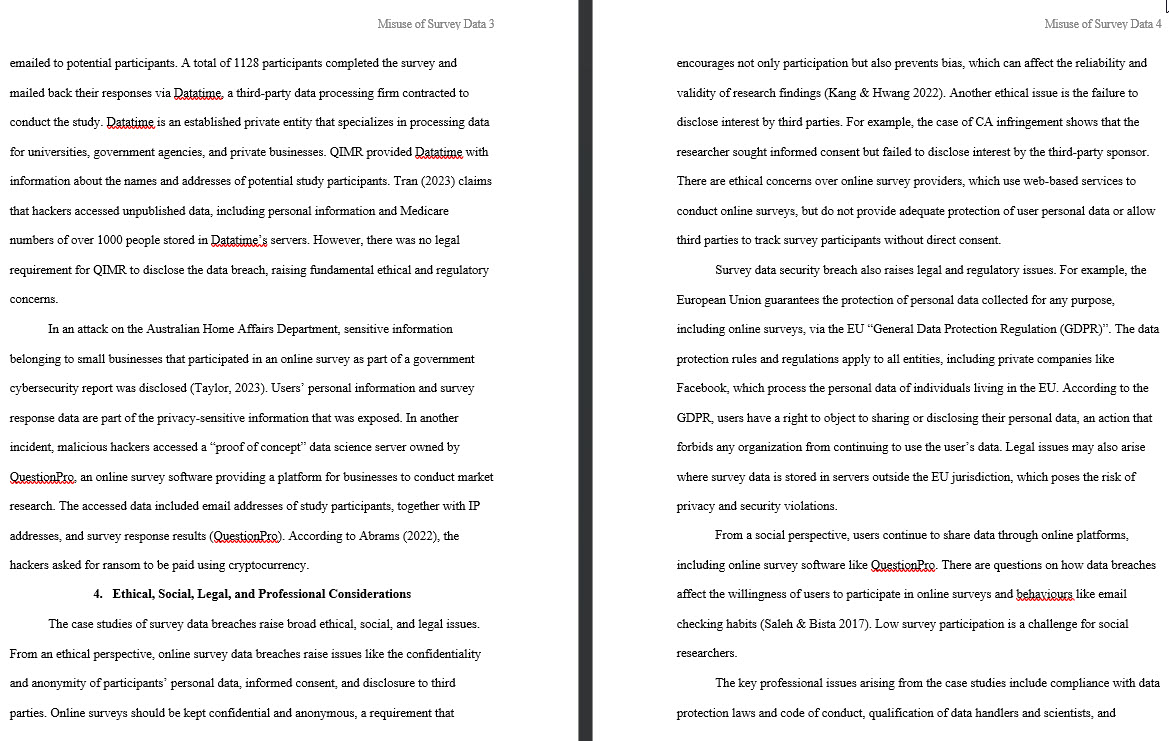 Misuse of Survey Data 3
emailed to potential participants. A total of 1128 participants completed the survey and
mailed back their responses via Datatime, a third-party data processing firm contracted to
conduct the study. Datatime is an established private entity that specializes in processing data
for universities, government agencies, and private businesses. QIMR provided Datatime with
information about the names and addresses of potential study participants. Tran (2023) claims
that hackers accessed unpublished data, including personal information and Medicare
numbers of over 1000 people stored in Datatime’s servers. However, there was no legal
requirement for QIMR to disclose the data breach, raising fundamental ethical and regulatory
concerns.
In an attack on the Australian Home Affairs Department, sensitive information
belonging to small businesses that participated in an online survey as part of a government
cybersecurity report was disclosed (Taylor, 2023). Users’ personal information and survey
response data are part of the privacy-sensitive information that was exposed. In another
incident, malicious hackers accessed a “proof of concept” data science server owned by
QuestionPro, an online survey software providing a platform for businesses to conduct market
research. The accessed data included email addresses of study participants, together with IP
addresses, and survey response results (QuestionPro). According to Abrams (2022), the
hackers asked for ransom to be paid using cryptocurrency.
4. Ethical, Social, Legal, and Professional Considerations
The case studies of survey data breaches raise broad ethical, social, and legal issues.
From an ethical perspective, online survey data breaches raise issues like the confidentiality
and anonymity of participants’ personal data, informed consent, and disclosure to third
parties. Online surveys should be kept confidential and anonymous, a requirement that
Misuse of Survey Data 4
encourages not only participation but also prevents bias, which can affect the reliability and
validity of research findings (Kang & Hwang 2022). Another ethical issue is the failure to
disclose interest by third parties. For example, the case of CA infringement shows that the
researcher sought informed consent but failed to disclose interest by the third-party sponsor.
There are ethical concerns over online survey providers, which use web-based services to
conduct online surveys, but do not provide adequate protection of user personal data or allow
third parties to track survey participants without direct consent.
Survey data security breach also raises legal and regulatory issues. For example, the
European Union guarantees the protection of personal data collected for any purpose,
including online surveys, via the EU “General Data Protection Regulation (GDPR)”. The data
protection rules and regulations apply to all entities, including private companies like
Facebook, which process the personal data of individuals living in the EU. According to the
GDPR, users have a right to object to sharing or disclosing their personal data, an action that
forbids any organization from continuing to use the user’s data. Legal issues may also arise
where survey data is stored in servers outside the EU jurisdiction, which poses the risk of
privacy and security violations.
From a social perspective, users continue to share data through online platforms,
including online survey software like QuestionPro. There are questions on how data breaches
affect the willingness of users to participate in online surveys and behaviours like email
checking habits (Saleh & Bista 2017). Low survey participation is a challenge for social
researchers.
The key professional issues arising from the case studies include compliance with data
protection laws and code of conduct, qualification of data handlers and scientists, and